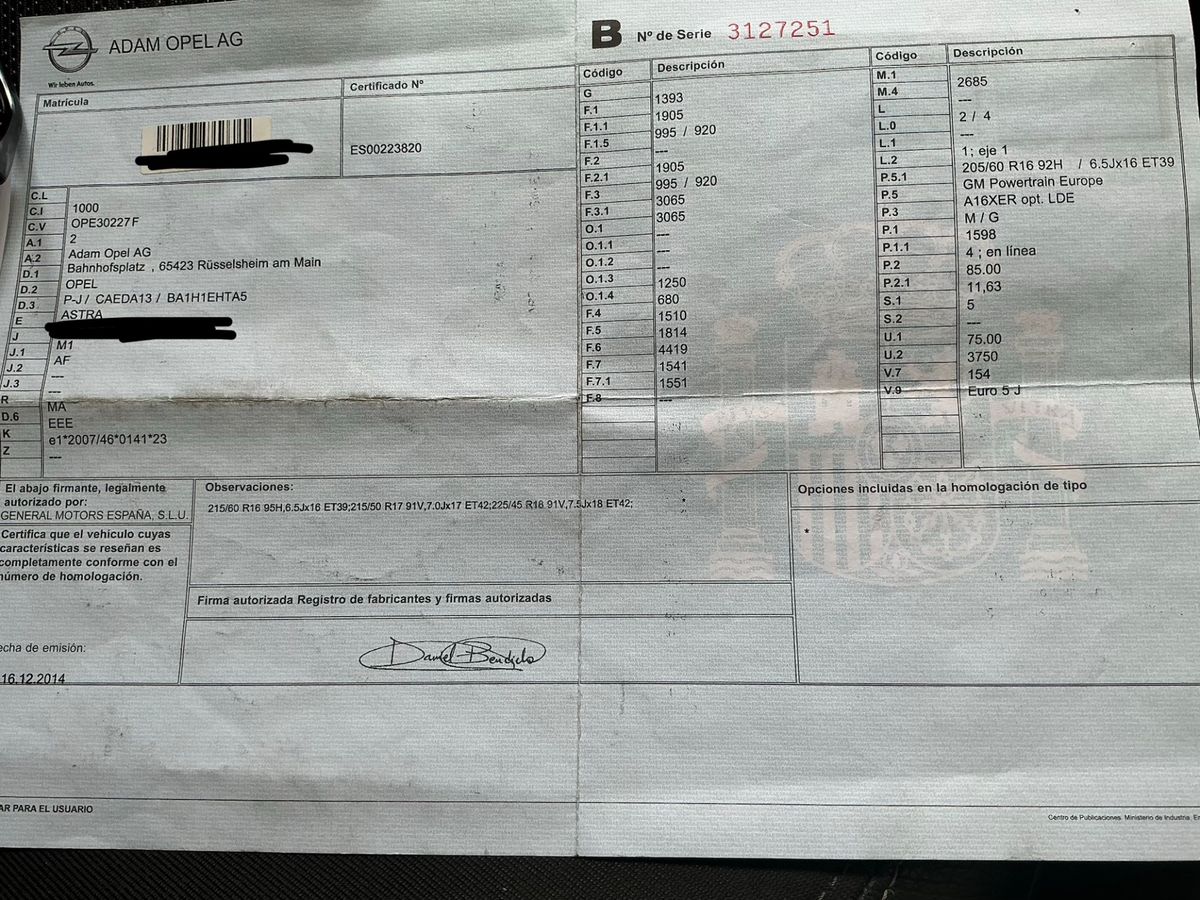 ADAM OPEL AG
Wir leben Autos.
B Nº de Serie 3127251
Matrícula
Certificado Nº
ES00223820
C.L
C.I 1000
C.V OPE30227F
A.1 2
A.2 Adam Opel AG
D.1 Bahnhofsplatz , 65423 Rüsselsheim am Main
D.2 OPEL
D.3 P-J / CAEDA13 / BA1H1EHTA5
E ASTRA
J
J.1 M1
J.2 AF
J.3 ---
R ---
D.6 MA
K EEE
Z e1*2007/46*0141*23
---
Código Descripción
G 1393
F.1 1905
F.1.1 995 / 920
F.1.5 ---
F.2 1905
F.2.1 995 / 920
F.3 3065
F.3.1 3065
O.1 ---
O.1.1 ---
O.1.2 ---
O.1.3 1250
O.1.4 680
F.4 1510
F.5 1814
F.6 4419
F.7 1541
F.7.1 1551
F.8 ---
Código Descripción
M.1 2685
M.4 ---
L 2 / 4
L.0 ---
L.1 1; eje 1
L.2 205/60 R16 92H / 6.5Jx16 ET39
P.5.1 GM Powertrain Europe
P.5 A16XER opt. LDE
P.3 M / G
P.1 1598
P.1.1 4 ; en línea
P.2 85.00
P.2.1 11,63
S.1 5
S.2 ---
U.1 75.00
U.2 3750
V.7 154
V.9 Euro 5 J
El abajo firmante, legalmente
autorizado por:
GENERAL MOTORS ESPAÑA, S.L.U.
Certifica que el vehículo cuyas
características se reseñan es
completamente conforme con el
número de homologación.
echa de emisión:
16.12.2014
Observaciones:
215/60 R16 95H,6.5Jx16 ET39;215/50 R17 91V,7.0Jx17 ET42;225/45 R18 91V,7.5Jx18 ET42;
Firma autorizada Registro de fabricantes y firmas autorizadas
Opciones incluidas en la homologación de tipo
*
AR PARA EL USUARIO
Centro de Publicaciones. Ministerio de Industria, En